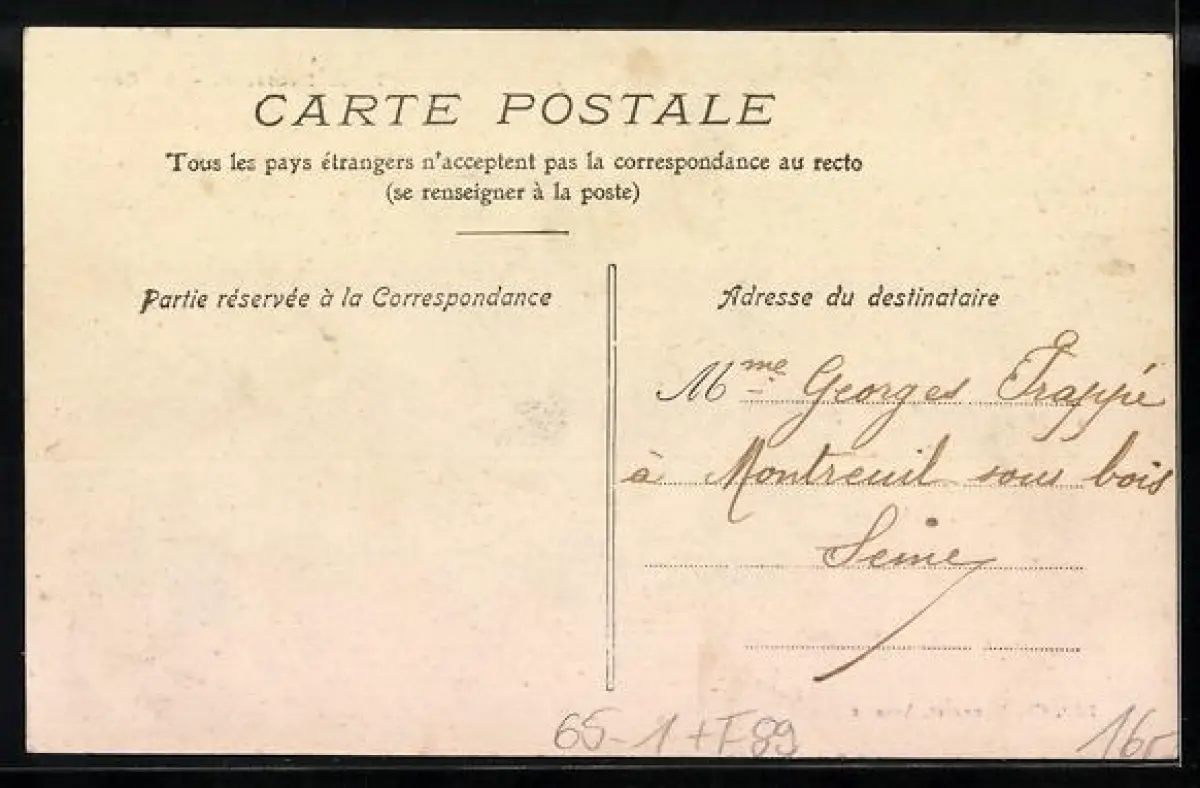 CARTE POSTALE
Tous les pays étrangers n'acceptent pas la correspondance au recto
(se renseigner à la poste)
Partie réservée à la Correspondance
Adresse du destinataire
Mme Georges Frappé
à Montreuil sous bois
Seine
65-1+F89